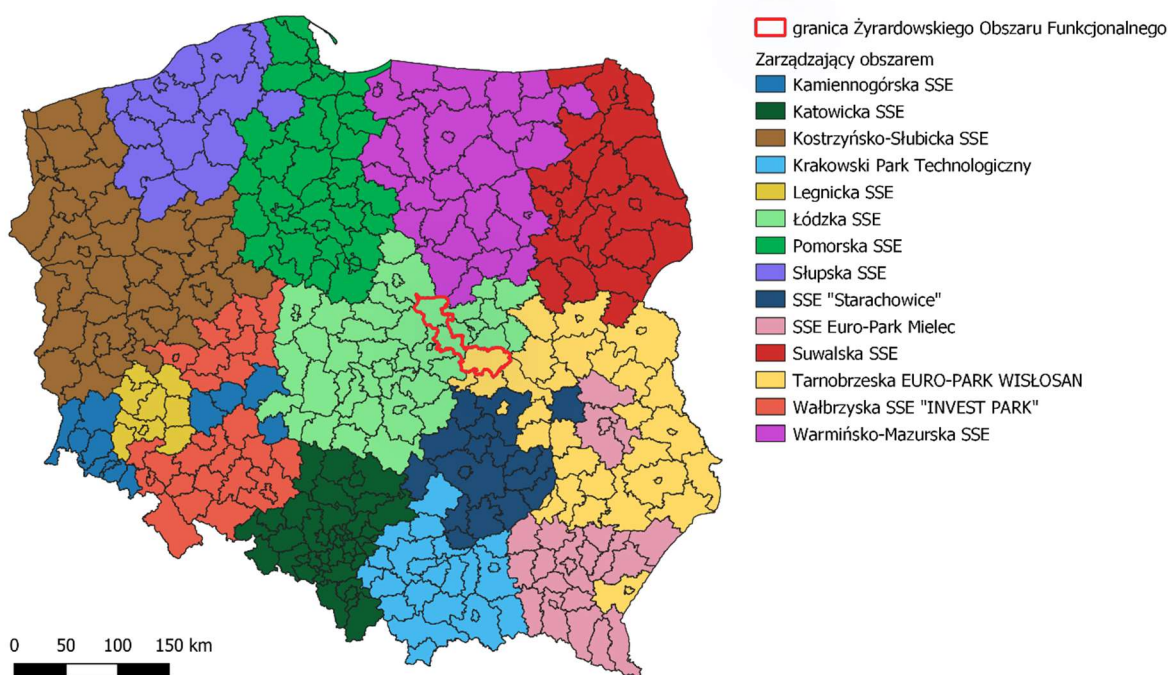 granica Żyrardowskiego Obszaru Funkcjonalnego
Zarządzający obszarem
Kamiennogórska SSE
Katowicka SSE
Kostrzyńsko-Słubicka SSE
Krakowski Park Technologiczny
Legnicka SSE
Łódzka SSE
Pomorska SSE
Słupska SSE
SSE "Starachowice"
SSE Euro-Park Mielec
Suwalska SSE
Tarnobrzeska EURO-PARK WISŁOSAN
Wałbrzyska SSE "INVEST PARK"
Warmińsko-Mazurska SSE
0 50 100 150 km